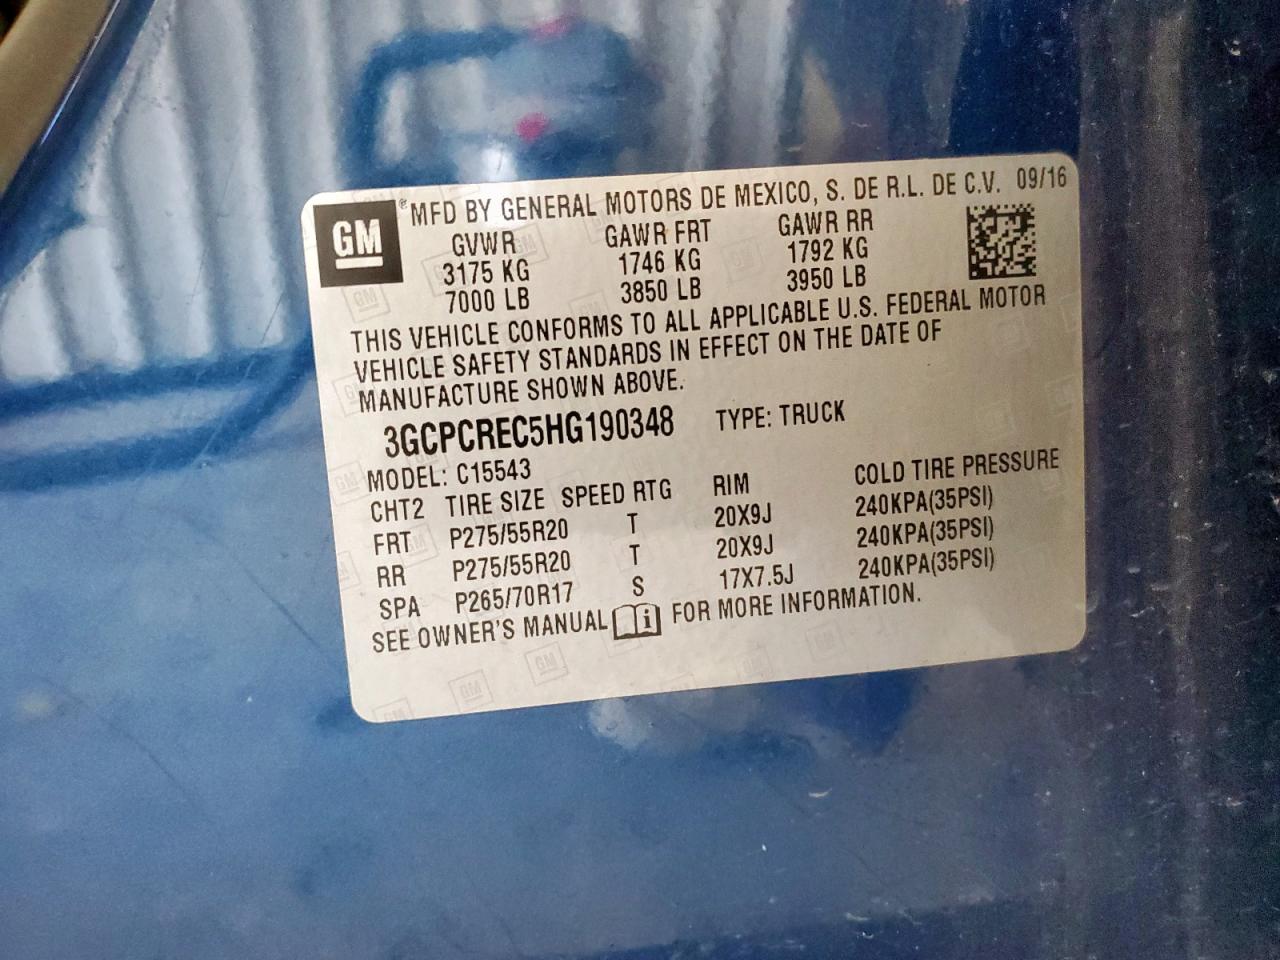 GM
® MFD BY GENERAL MOTORS DE MEXICO, S. DE R.L. DE C.V. 09/16
GVWR GAWR FRT GAWR RR
3175 KG 1746 KG 1792 KG
7000 LB 3850 LB 3950 LB
THIS VEHICLE CONFORMS TO ALL APPLICABLE U.S. FEDERAL MOTOR
VEHICLE SAFETY STANDARDS IN EFFECT ON THE DATE OF
MANUFACTURE SHOWN ABOVE.
3GCPCREC5HG190348 TYPE: TRUCK
MODEL: C15543
CHT2 TIRE SIZE SPEED RTG RIM COLD TIRE PRESSURE
FRT P275/55R20 T 20X9J 240KPA(35PSI)
RR P275/55R20 T 20X9J 240KPA(35PSI)
SPA P265/70R17 S 17X7.5J 240KPA(35PSI)
SEE OWNER'S MANUAL i FOR MORE INFORMATION.